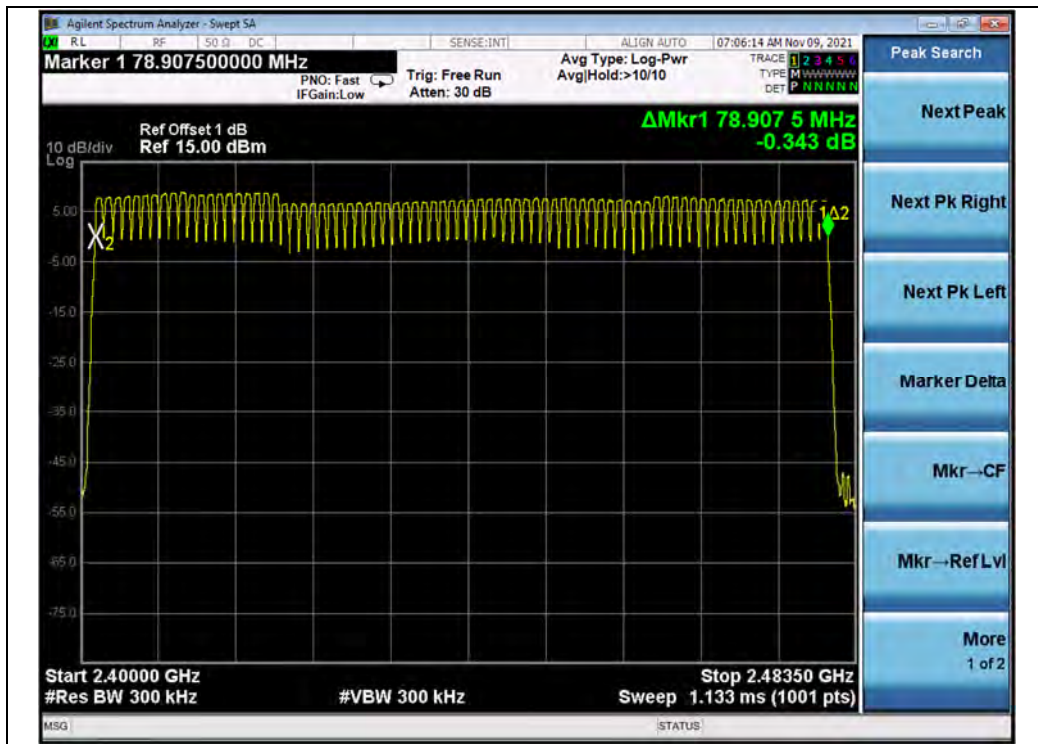 Agilent Spectrum Analyzer - Swept SA
RL RF 50 Ω DC SENSE:INT ALIGN AUTO 07:06:14 AM Nov 09, 2021
Marker 1 78.907500000 MHz
PNO: Fast
IFGain:Low
Trig: Free Run
Atten: 30 dB
Avg Type: Log-Pwr
Avg|Hold:>10/10
TRACE 1 2 3 4 5 6
TYPE M WWWWW
DET P N N N N N
Peak Search
ΔMkr1 78.907 5 MHz
-0.343 dB
Ref Offset 1 dB
10 dB/div Ref 15.00 dBm
Log
5.00
-5.00
-15.0
-25.0
-35.0
-45.0
-55.0
-65.0
-75.0
2
1Δ2
Start 2.40000 GHz
Stop 2.48350 GHz
#Res BW 300 kHz
#VBW 300 kHz
Sweep 1.133 ms (1001 pts)
MSG
STATUS
Next Peak
Next Pk Right
Next Pk Left
Marker Delta
Mkr→CF
Mkr→Ref Lvl
More
1 of 2